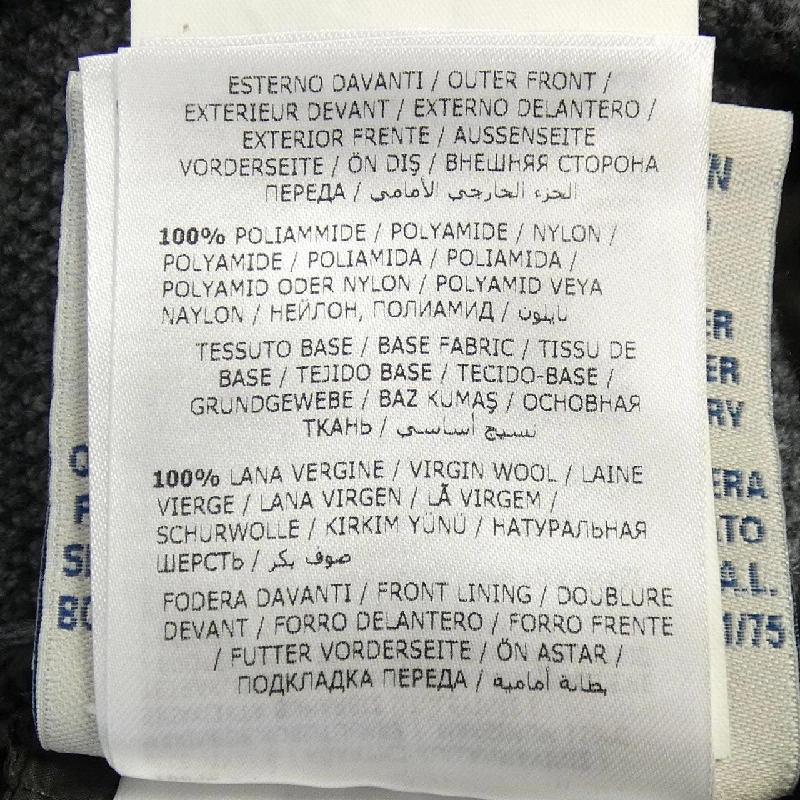 ESTERNO DAVANTI / OUTER FRONT /
EXTERIEUR DEVANT / EXTERNO DELANTERO /
EXTERIOR FRENTE / AUSSENSEITE
VORDERSEITE / ÖN DIŞ / ВНЕШНЯЯ СТОРОНА
ПЕРЕДА / الجزء الخارجي الأمامي
100% POLIAMMIDE / POLYAMIDE / NYLON /
POLYAMIDE / POLIAMIDA / POLIAMIDA /
POLYAMID ODER NYLON / POLYAMID VEYA
NAYLON / НЕЙЛОН, ПОЛИАМИД / نايلون
TESSUTO BASE / BASE FABRIC / TISSU DE
BASE / TEJIDO BASE / TECIDO-BASE /
GRUNDGEWEBE / BAZ KUMAŞ / ОСНОВНАЯ
ТКАНЬ / نسيج أساسي
100% LANA VERGINE / VIRGIN WOOL / LAINE
VIERGE / LANA VIRGEN / LÃ VIRGEM /
SCHURWOLLE / KIRKIM YÜNÜ / НАТУРАЛЬНАЯ
ШЕРСТЬ / صوف بكر
FODERA DAVANTI / FRONT LINING / DOUBLURE
DEVANT / FORRO DELANTERO / FORRO FRENTE
/ FUTTER VORDERSEITE / ÖN ASTAR /
ПОДКЛАДКА ПЕРЕДА / بطانة أمامية